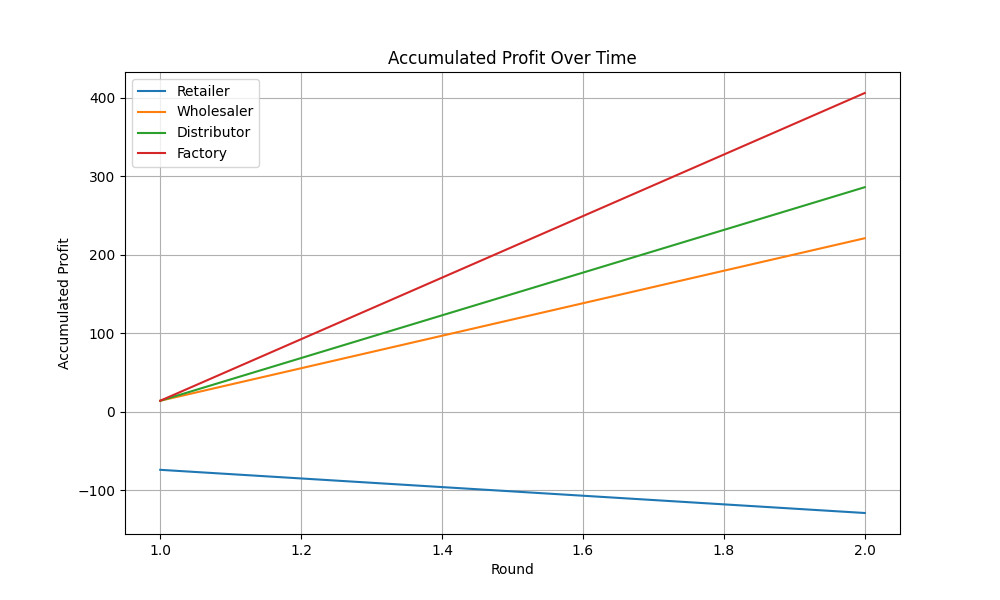 Accumulated Profit Over Time
Retailer
Wholesaler
Distributor
Factory
400
300
200
100
0
−100
Accumulated Profit
1.0 1.2 1.4 1.6 1.8 2.0
Round